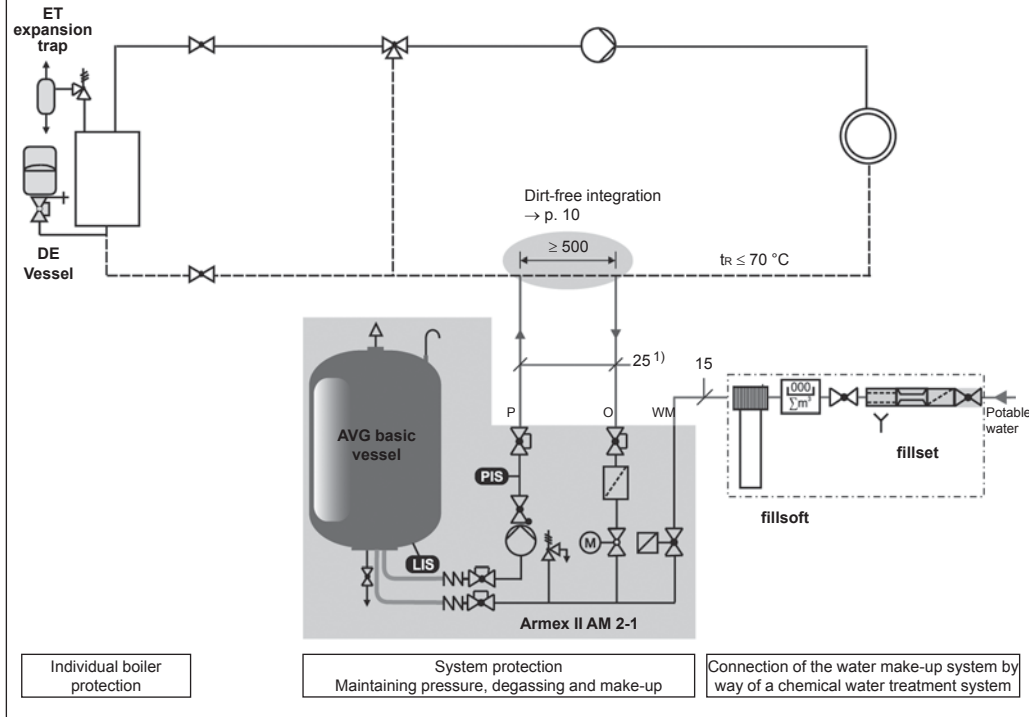 ET
expansion
trap
DE
Vessel
Dirt-free integration
→ p. 10
≥ 500
tR ≤ 70 °C
25 1)
15
P
O
WM
000
∑m³
Potable
water
fillset
fillsoft
AVG basic
vessel
PIS
LIS
M
Armex II AM 2-1
Individual boiler
protection
System protection
Maintaining pressure, degassing and make-up
Connection of the water make-up system by
way of a chemical water treatment system